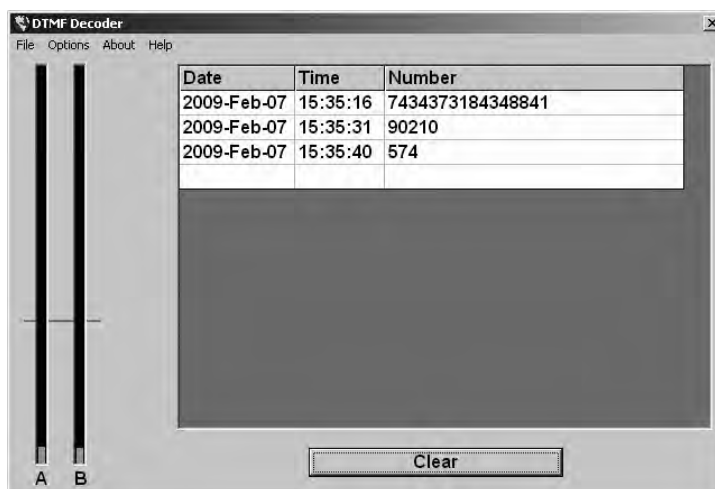 DTMF Decoder
File Options About Help
Date Time Number
2009-Feb-07 15:35:16 7434373184348841
2009-Feb-07 15:35:31 90210
2009-Feb-07 15:35:40 574
Clear
A B